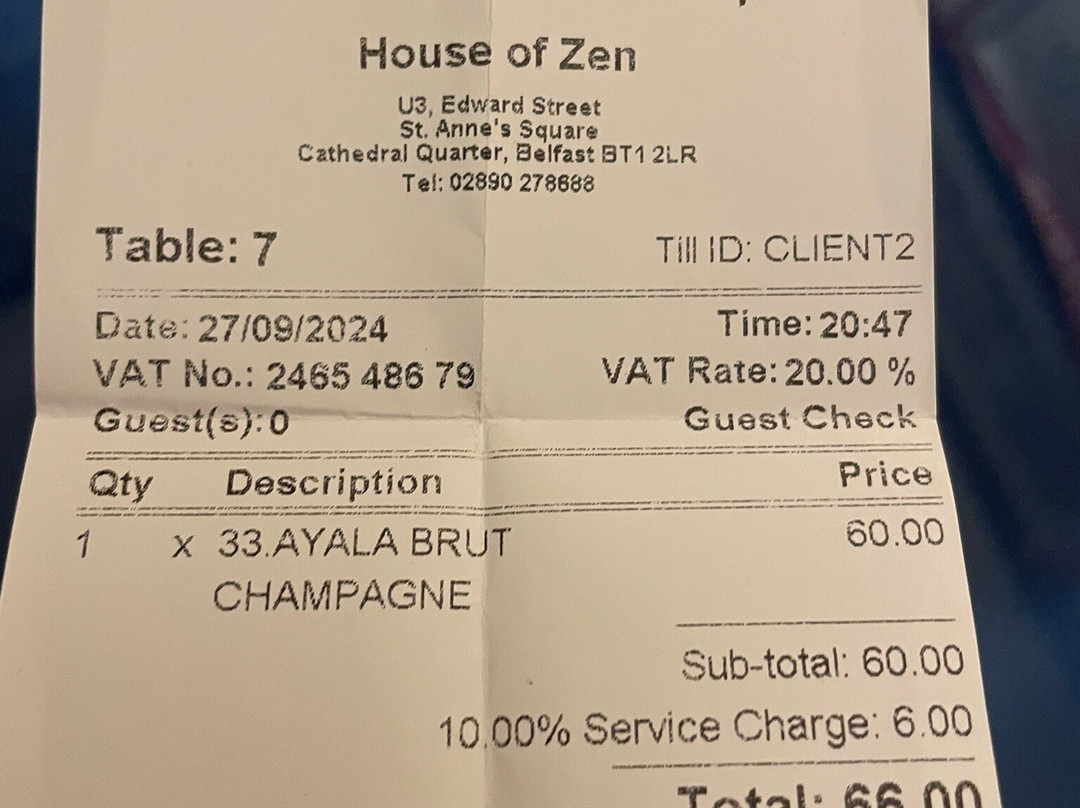 House of Zen
U3, Edward Street
St. Anne's Square
Cathedral Quarter, Belfast BT1 2LR
Tel: 02890 278688
Table: 7 Till ID: CLIENT2
Date: 27/09/2024 Time: 20:47
VAT No.: 2465 486 79 VAT Rate: 20.00 %
Guest(s): 0 Guest Check
Qty Description Price
1 x 33.AYALA BRUT 60.00
CHAMPAGNE
Sub-total: 60.00
10.00% Service Charge: 6.00
Total: 66.00